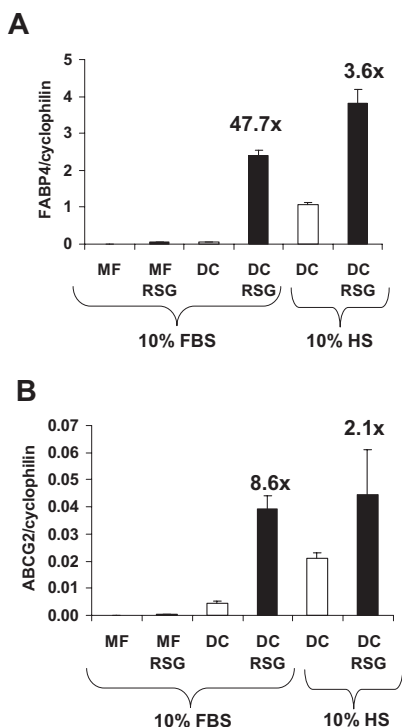 A
FABP4/cyclophilin
5
4
3
2
1
0
47.7x
3.6x
MF MF DC DC DC DC
RSG RSG RSG
10% FBS 10% HS
B
ABCG2/cyclophilin
0.07
0.06
0.05
0.04
0.03
0.02
0.01
0.00
8.6x
2.1x
MF MF DC DC DC DC
RSG RSG RSG
10% FBS 10% HS